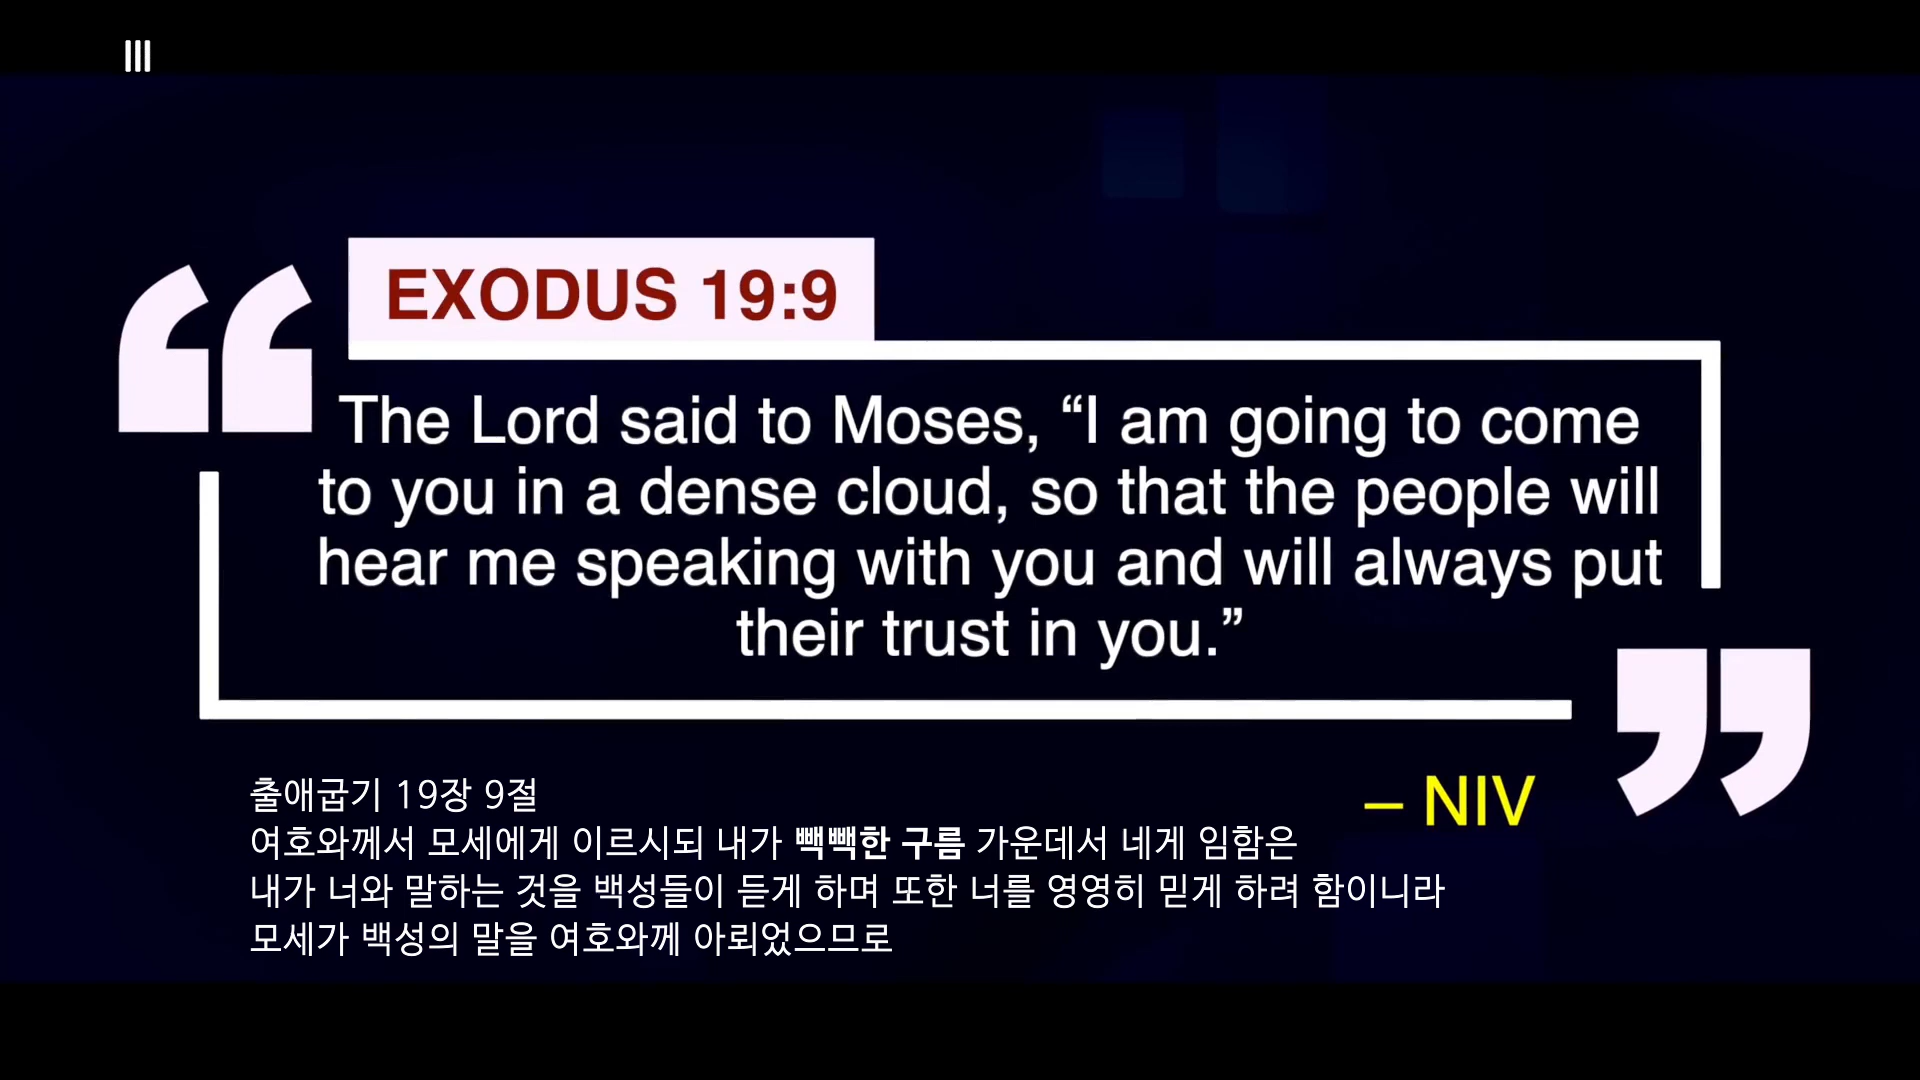 EXODUS 19:9
The Lord said to Moses, “I am going to come
to you in a dense cloud, so that the people will
hear me speaking with you and will always put
their trust in you.”
– NIV
출애굽기 19장 9절
여호와께서 모세에게 이르시되 내가 빽빽한 구름 가운데서 네게 임함은
내가 너와 말하는 것을 백성들이 듣게 하며 또한 너를 영영히 믿게 하려 함이니라
모세가 백성의 말을 여호와께 아뢰었으므로